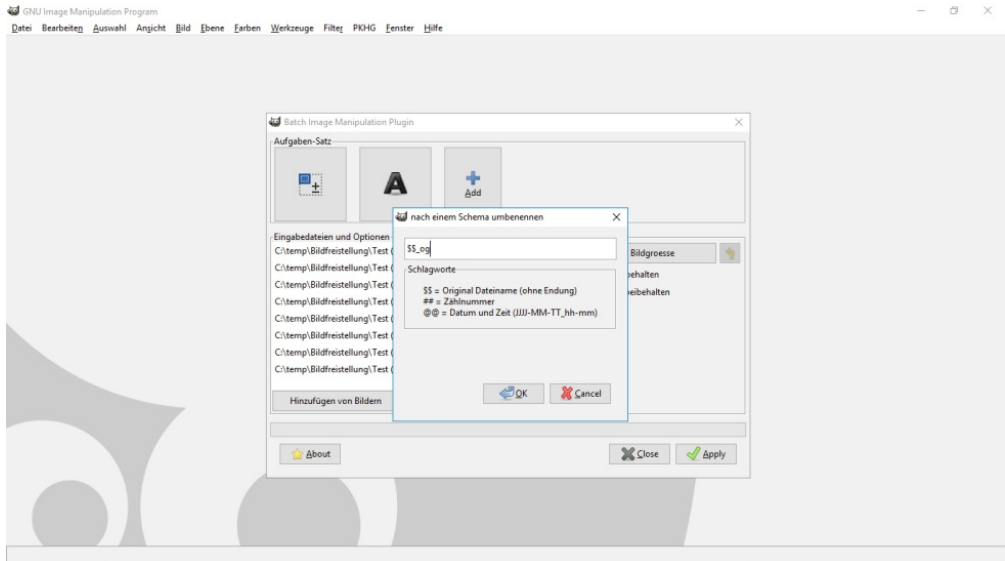 GNU Image Manipulation Program
Datei Bearbeiten Auswahl Ansicht Bild Ebene Farben Werkzeuge Filter PKHG Fenster Hilfe
Batch Image Manipulation Plugin
Aufgaben-Satz
A
Add
nach einem Schema umbenennen
$$_og
Schlagworte
$$ = Original Dateiname (ohne Endung)
## = Zählnummer
@@ = Datum und Zeit (JJJJ-MM-TT_hh-mm)
OK Cancel
Eingabedateien und Optionen
C:\temp\Bildfreistellung\Test (
C:\temp\Bildfreistellung\Test (
C:\temp\Bildfreistellung\Test (
C:\temp\Bildfreistellung\Test (
C:\temp\Bildfreistellung\Test (
C:\temp\Bildfreistellung\Test (
C:\temp\Bildfreistellung\Test (
C:\temp\Bildfreistellung\Test (
Hinzufügen von Bildern
Bildgroesse
behalten
beibehalten
About Close Apply